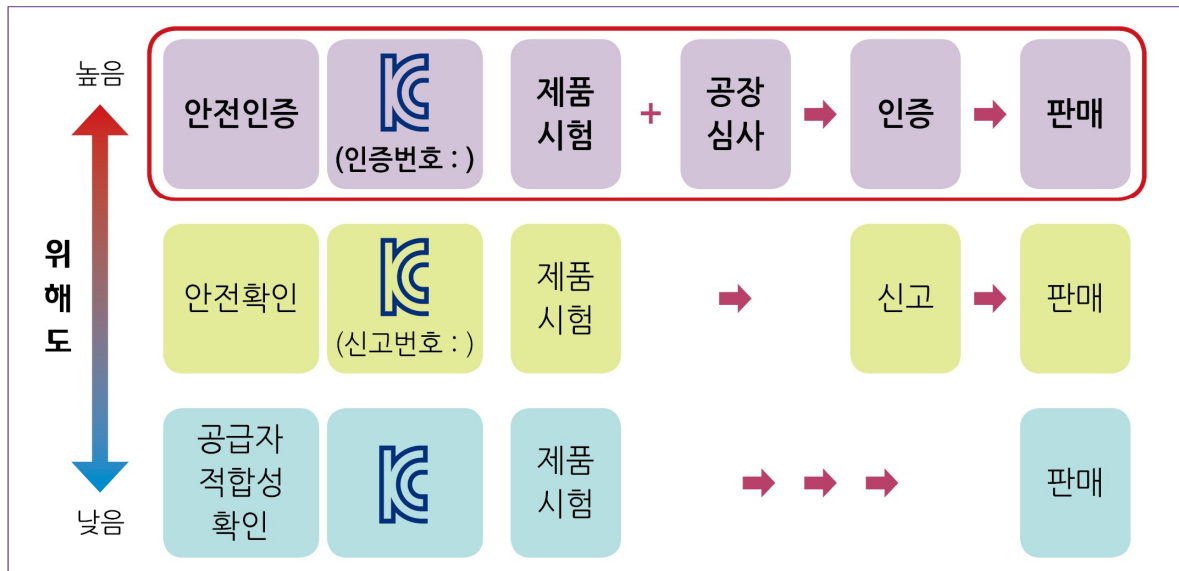 높음
위
해
도
낮음
안전인증
KC
(인증번호 : )
제품
시험
+
공장
심사
인증
판매
안전확인
KC
(신고번호 : )
제품
시험
신고
판매
공급자
적합성
확인
KC
제품
시험
판매